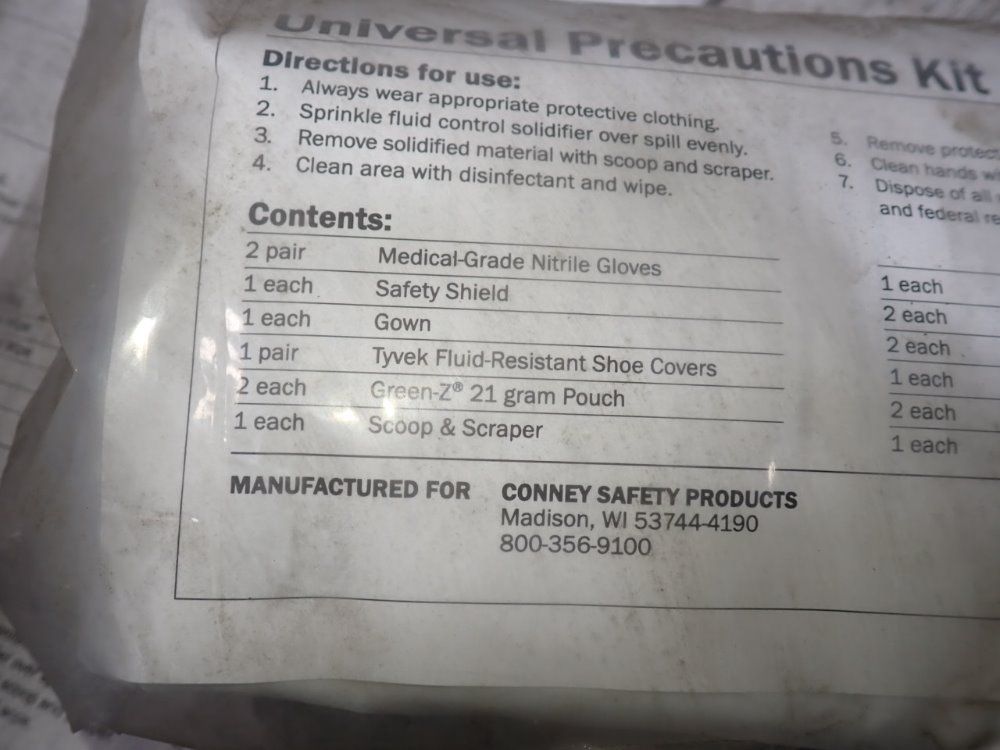 Universal Precautions Kit
Directions for use:
1. Always wear appropriate protective clothing.
2. Sprinkle fluid control solidifier over spill evenly.
3. Remove solidified material with scoop and scraper.
4. Clean area with disinfectant and wipe.
5. Remove protec
6. Clean hands wi
7. Dispose of all
and federal re
Contents:
2 pair Medical-Grade Nitrile Gloves
1 each Safety Shield
1 each Gown
1 pair Tyvek Fluid-Resistant Shoe Covers
2 each Green-Z® 21 gram Pouch
1 each Scoop & Scraper
1 each
2 each
2 each
1 each
2 each
1 each
MANUFACTURED FOR CONNEY SAFETY PRODUCTS
Madison, WI 53744-4190
800-356-9100